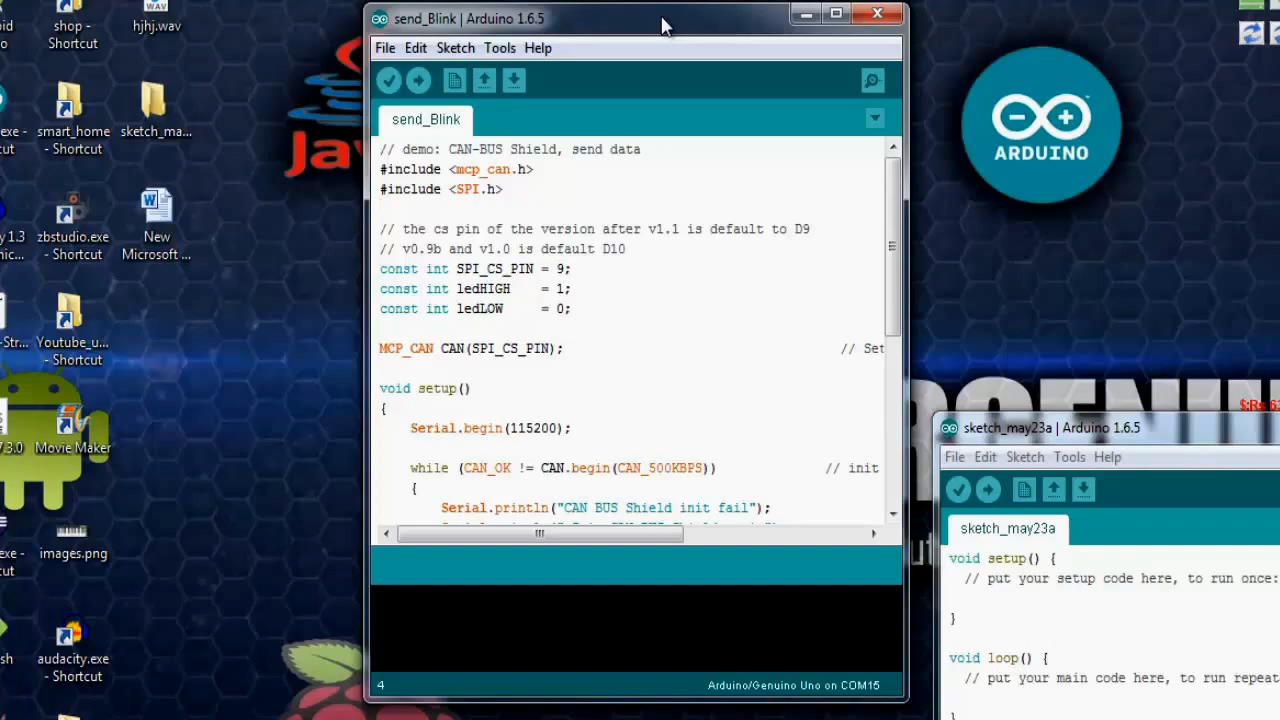 shop -
Shortcut
hjhj.wav
smart_home
- Shortcut
sketch_ma...
zbstudio.exe
- Shortcut
New
Microsoft ...
Youtube_u...
- Shortcut
Movie Maker
images.png
audacity.exe
- Shortcut
send_Blink | Arduino 1.6.5
File Edit Sketch Tools Help
send_Blink
// demo: CAN-BUS Shield, send data
#include <mcp_can.h>
#include <SPI.h>
// the cs pin of the version after v1.1 is default to D9
// v0.9b and v1.0 is default D10
const int SPI_CS_PIN = 9;
const int ledHIGH    = 1;
const int ledLOW     = 0;
MCP_CAN CAN(SPI_CS_PIN);                                    // Set
void setup()
{
    Serial.begin(115200);
    while (CAN_OK != CAN.begin(CAN_500KBPS))              // init
    {
        Serial.println("CAN BUS Shield init fail");
4
Arduino/Genuino Uno on COM15
ARDUINO
sketch_may23a | Arduino 1.6.5
File Edit Sketch Tools Help
sketch_may23a
void setup() {
  // put your setup code here, to run once:
}
void loop() {
  // put your main code here, to run repeat
}